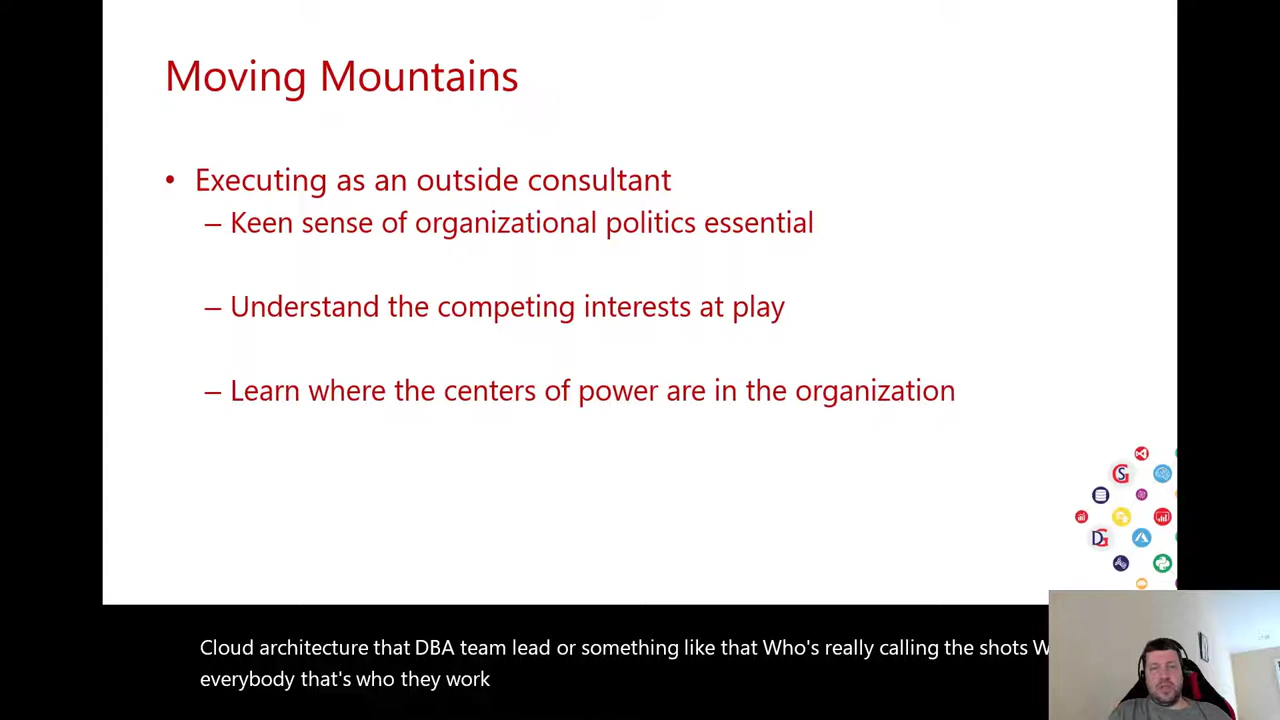 Moving Mountains
• Executing as an outside consultant
– Keen sense of organizational politics essential
– Understand the competing interests at play
– Learn where the centers of power are in the organization
GS
DG
Cloud architecture that DBA team lead or something like that Who's really calling the shots
everybody that's who they work